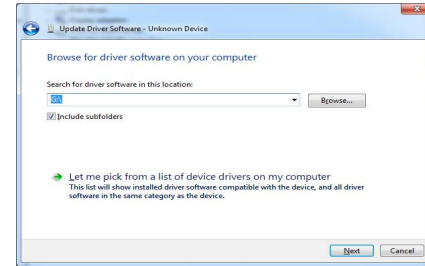 Update Driver Software - Unknown Device
Browse for driver software on your computer
Search for driver software in this location:
G:\
Browse...
Include subfolders
Let me pick from a list of device drivers on my computer
This list will show installed driver software compatible with the device, and all driver
software in the same category as the device.
Next Cancel